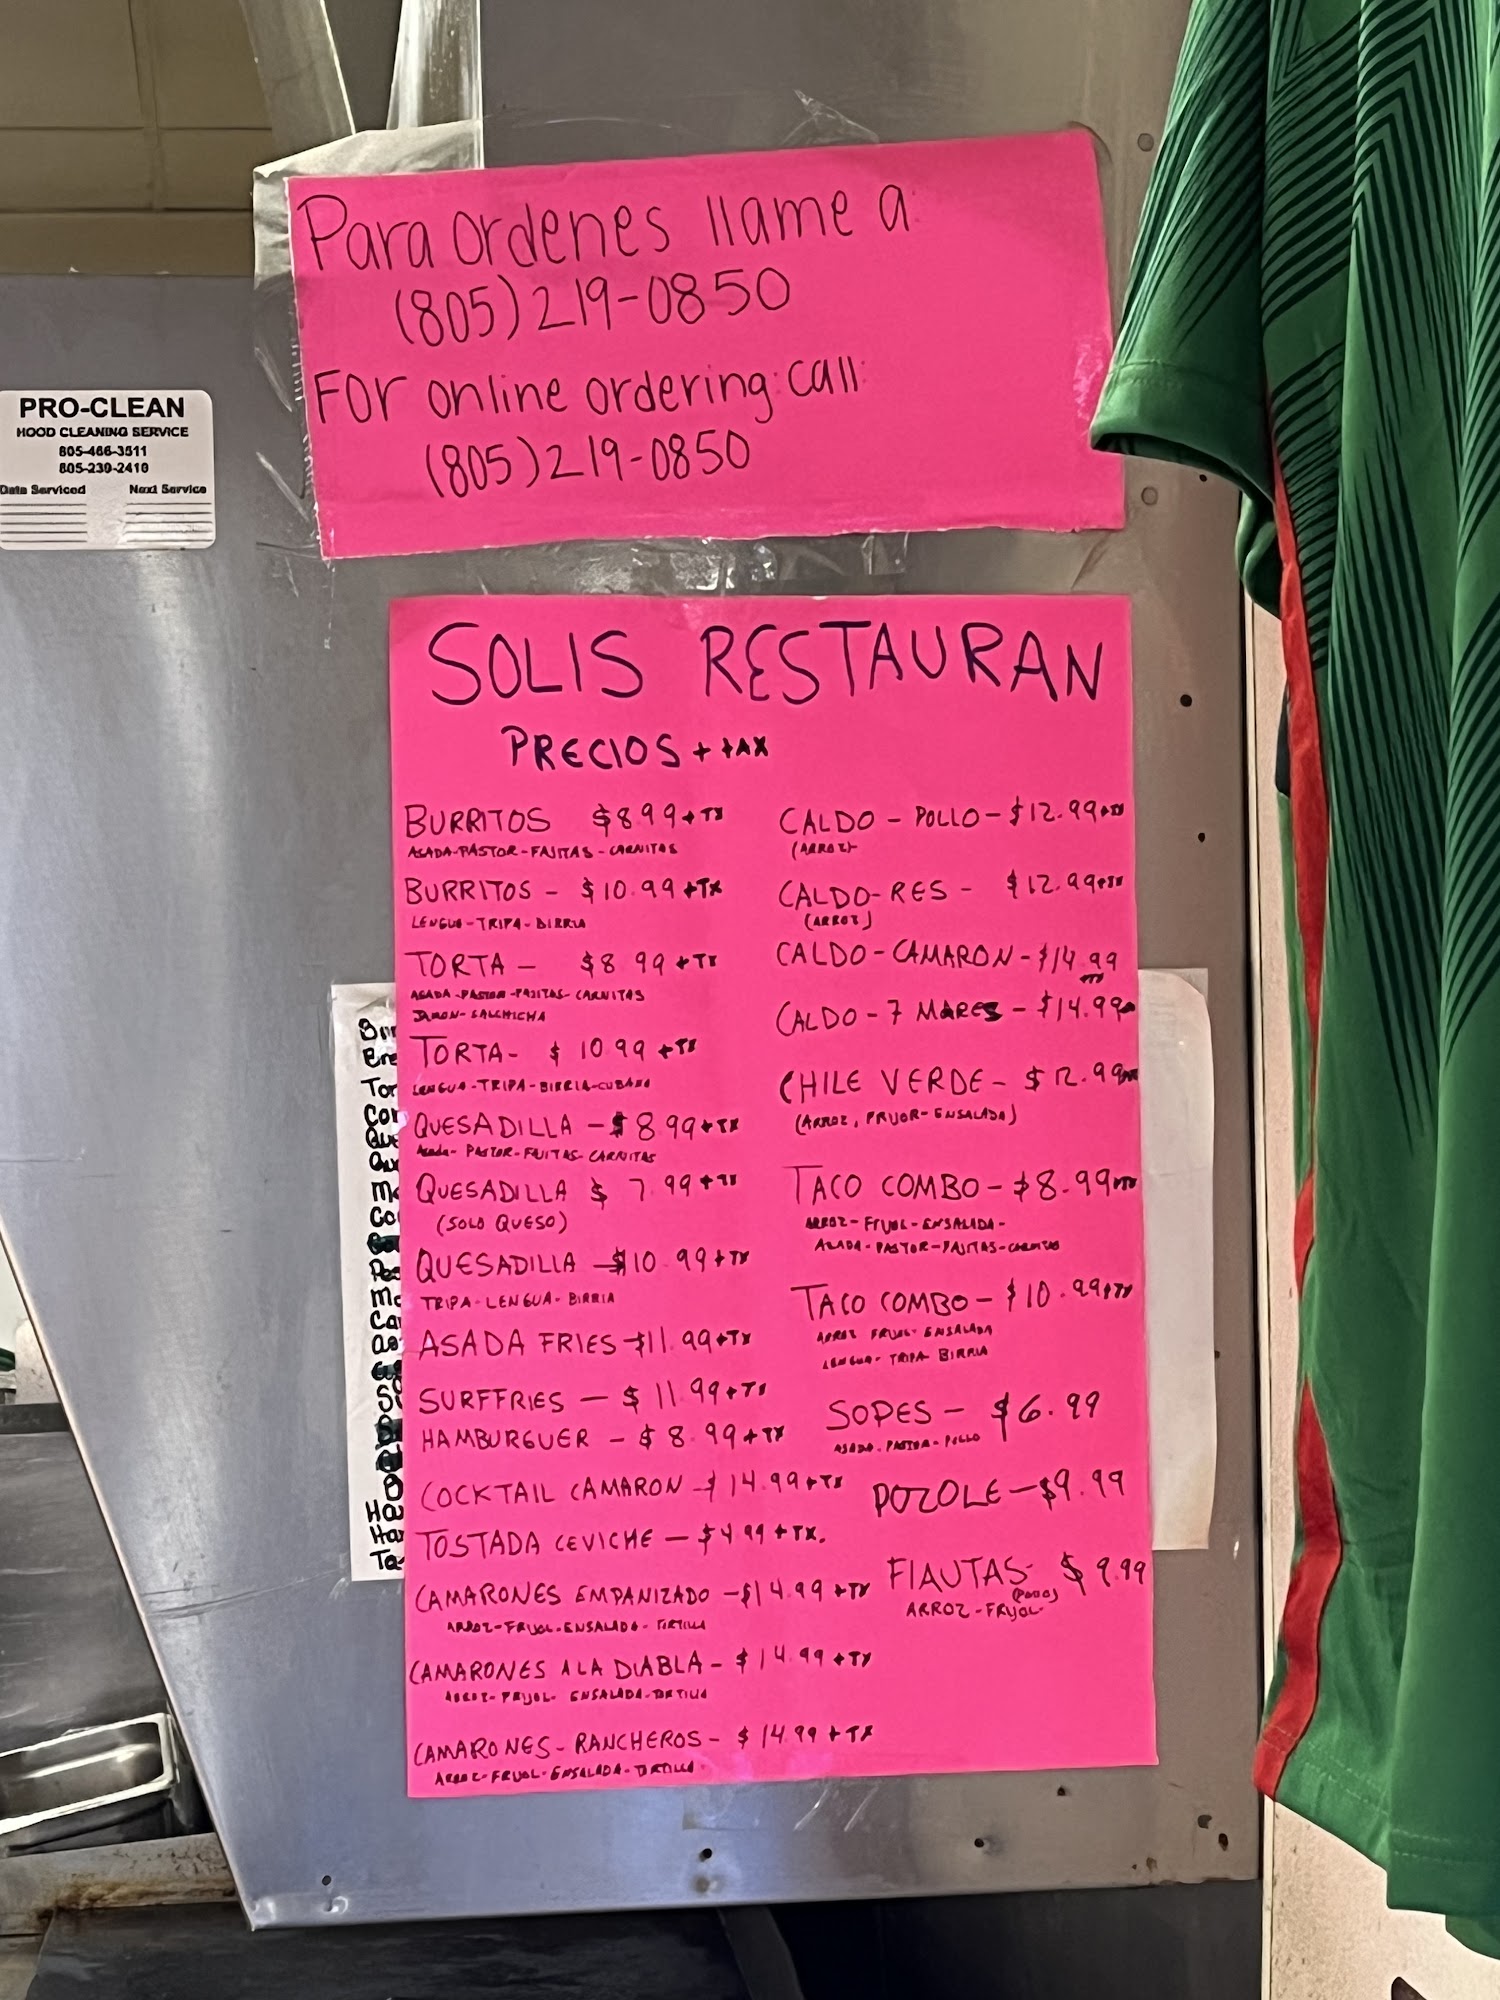 Para Ordenes llame a:
(805)219-0850
For online ordering: call:
(805)219-0850
PRO-CLEAN
HOOD CLEANING SERVICE
805-466-3511
805-239-2410
Date Serviced Next Service
SOLIS RESTAURAN
PRECIOS + tAX
BURRITOS $8.99+TX
ASADA-PASTOR-FAJITAS-CARNITAS
BURRITOS - $10.99+TX
LENGUA-TRIPA-BIRRIA
TORTA - $8.99+TX
ASADA-PASTOR-FAJITAS-CARNITAS
JAMON-SALCHICHA
TORTA- $10.99+TX
LENGUA-TRIPA-BIRRIA-CUBANA
QUESADILLA -$8.99+TX
Asada-PASTOR-FAJITAS-CARNITAS
QUESADILLA $7.99+TX
(SOLO QUESO)
QUESADILLA -$10.99+TX
TRIPA-LENGUA-BIRRIA
ASADA FRIES-$11.99+TX
SURFFRIES - $11.99+TX
HAMBURGUER - $8.99+TX
COCKTAIL CAMARON -$14.99+TX
TOSTADA CEVICHE - $4.99+TX.
CAMARONES EMPANIZADO -$14.99+TX
ARROZ-FRIJOL-ENSALADA-TORTILLA
CAMARONES ALA DIABLA-$14.99+TX
ARROZ-FRIJOL-ENSALADA-TORTILLA
CAMARONES-RANCHEROS-$14.99+TX
ARROZ-FRIJOL-ENSALADA-TORTILLA
CALDO-POLLO-$12.99+TX
(ARROZ)
CALDO-RES - $12.99+TX
(ARROZ)
CALDO-CAMARON-$14.99
+TX
CALDO-7 MARES-$14.99
CHILE VERDE-$12.99
(ARROZ, FRIJOR-ENSALADA)
TACO COMBO-$8.99+TX
ARROZ-FRIJOL-ENSALADA-
ASADA-PASTOR-FAJITAS-CARNITAS
TACO COMBO-$10.99+TX
ARROZ FRIJOL-ENSALADA
LENGUA-TRIPA BIRRIA
SOPES-$6.99
ASADA-PASTOR-POLLO
POZOLE-$9.99
FlAUTAS- $9.99
ARROZ-FRIJOL